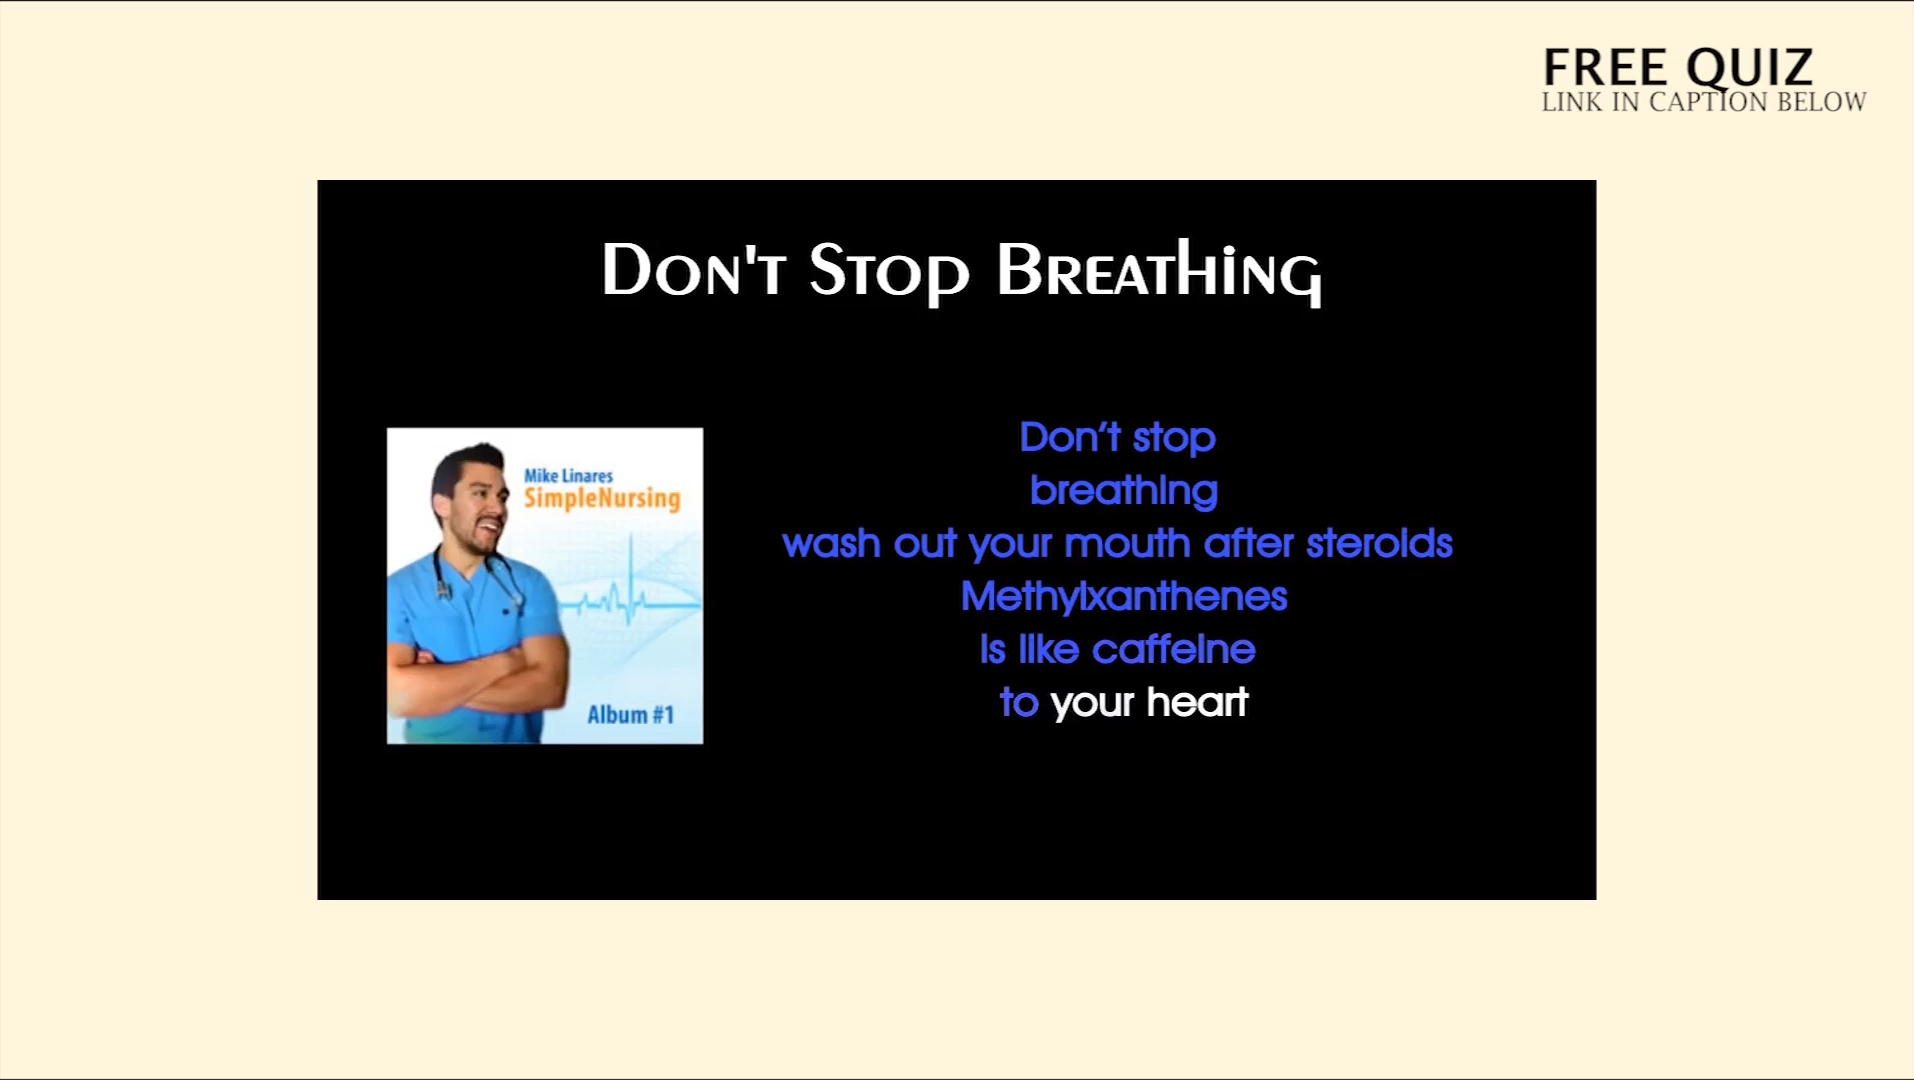 FREE QUIZ
LINK IN CAPTION BELOW
Don't Stop Breathing
Mike Linares
SimpleNursing
Album #1
Don't stop
breathing
wash out your mouth after steroids
Methylxanthenes
is like caffeine
to your heart